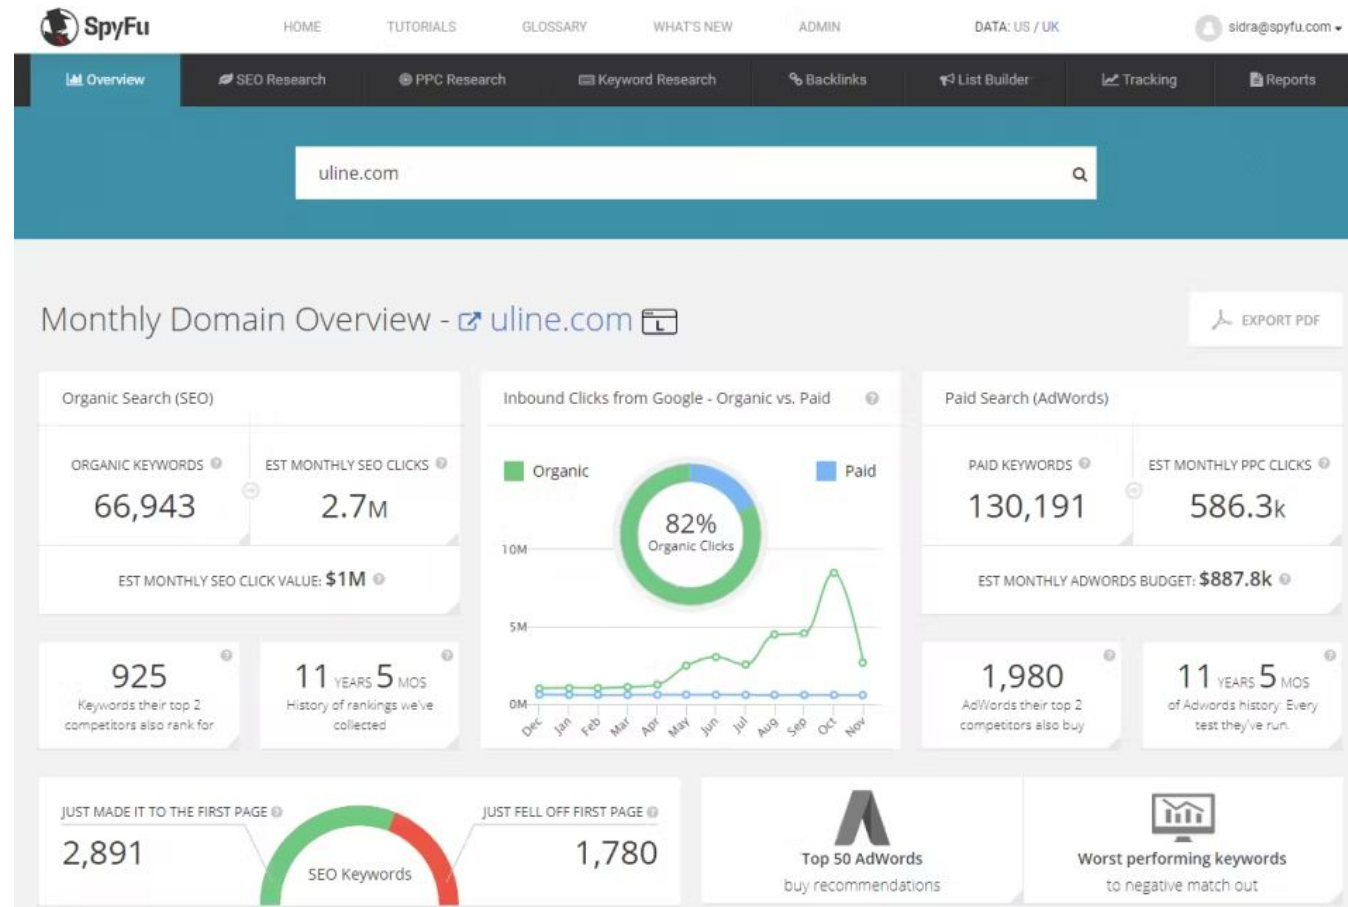 SpyFu
HOME TUTORIALS GLOSSARY WHAT'S NEW ADMIN DATA: US / UK sidra@spyfu.com
Overview SEO Research PPC Research Keyword Research Backlinks List Builder Tracking Reports
uline.com
Monthly Domain Overview - uline.com
L
EXPORT PDF
Organic Search (SEO)
ORGANIC KEYWORDS
66,943
EST MONTHLY SEO CLICKS
2.7M
EST MONTHLY SEO CLICK VALUE: $1M
925
Keywords their top 2
competitors also rank for
11 YEARS 5 MOS
History of rankings we've
collected
Inbound Clicks from Google - Organic vs. Paid
Organic
Paid
82%
Organic Clicks
10M
5M
0M
Dec Jan Feb Mar Apr May Jun Jul Aug Sep Oct Nov
Paid Search (AdWords)
PAID KEYWORDS
130,191
EST MONTHLY PPC CLICKS
586.3k
EST MONTHLY ADWORDS BUDGET: $887.8k
1,980
AdWords their top 2
competitors also buy
11 YEARS 5 MOS
of Adwords history: Every
test they've run.
JUST MADE IT TO THE FIRST PAGE
2,891
SEO Keywords
JUST FELL OFF FIRST PAGE
1,780
Top 50 AdWords
buy recommendations
Worst performing keywords
to negative match out